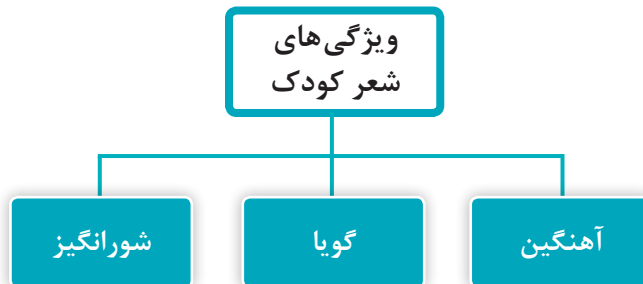 ویژگی‌های
شعر کودک
آهنگین
گویا
شورانگیز